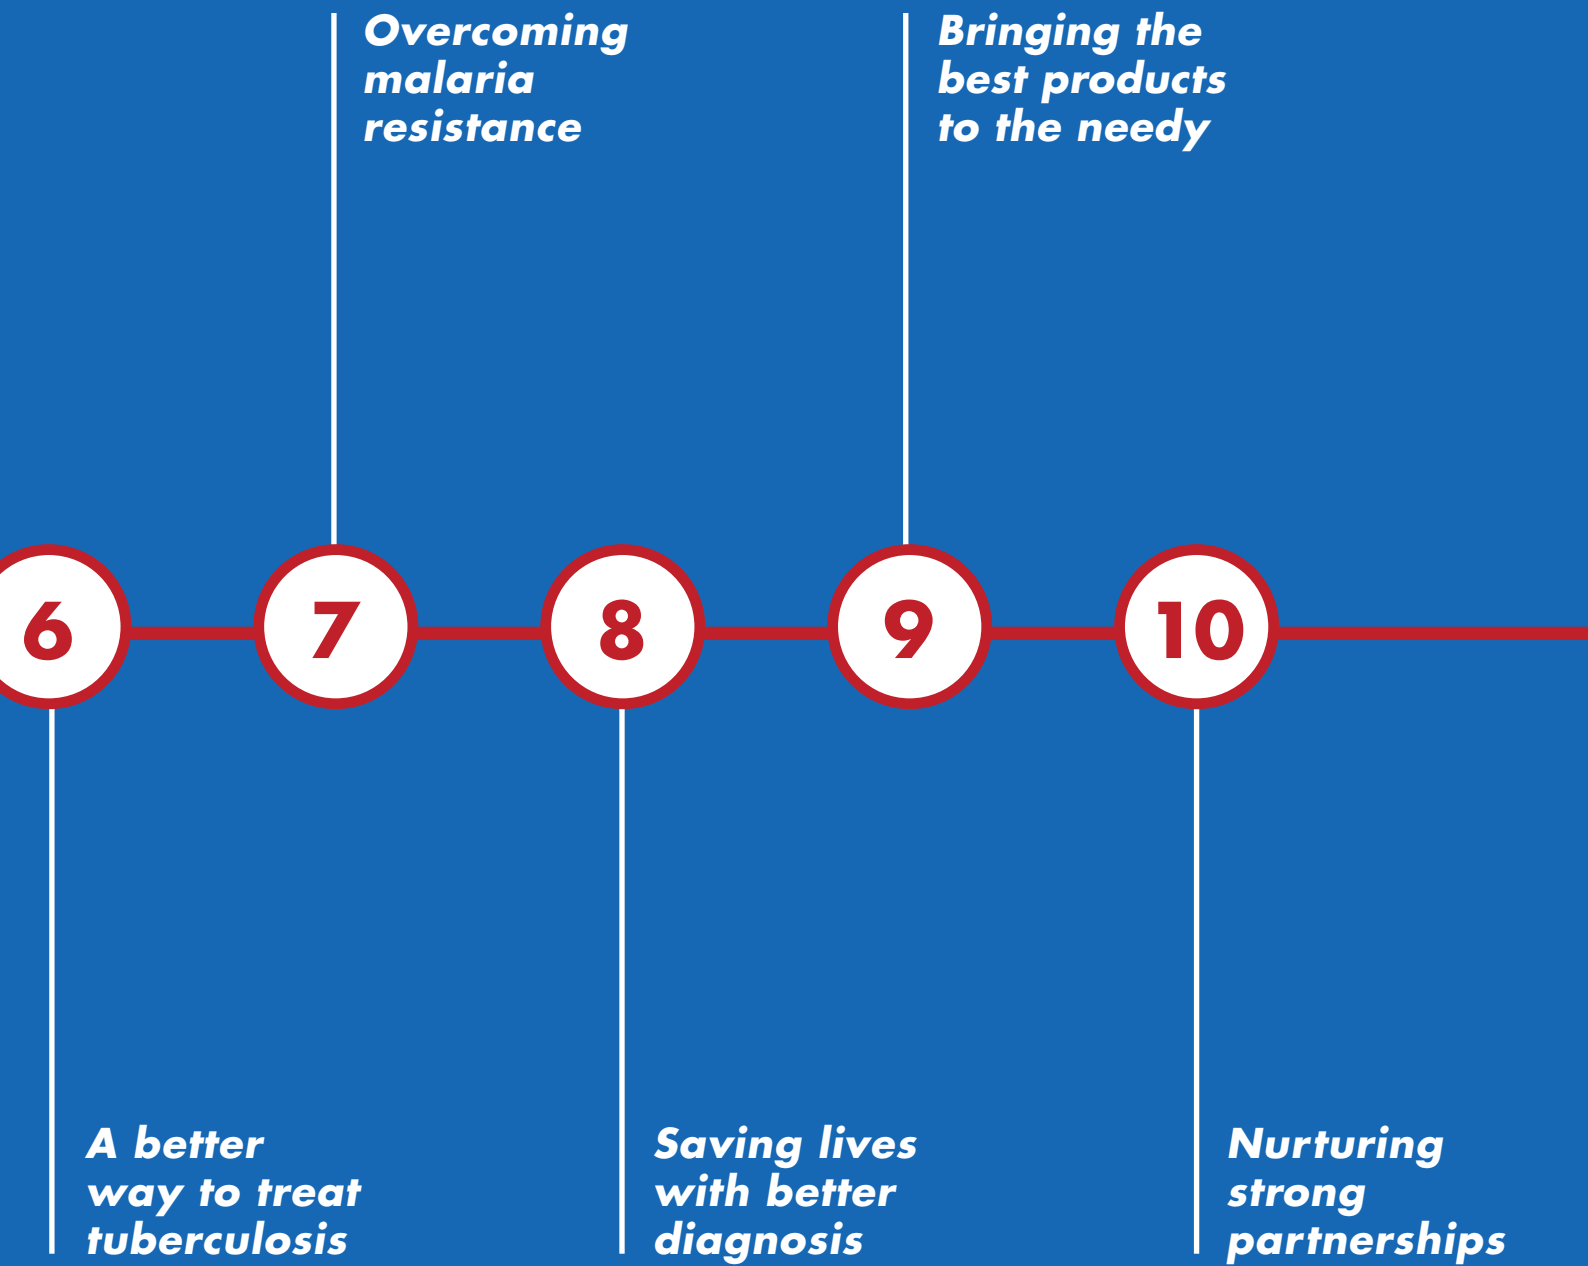 Overcoming
malaria
resistance
Bringing the
best products
to the needy
6
7
8
9
10
A better
way to treat
tuberculosis
Saving lives
with better
diagnosis
Nurturing
strong
partnerships